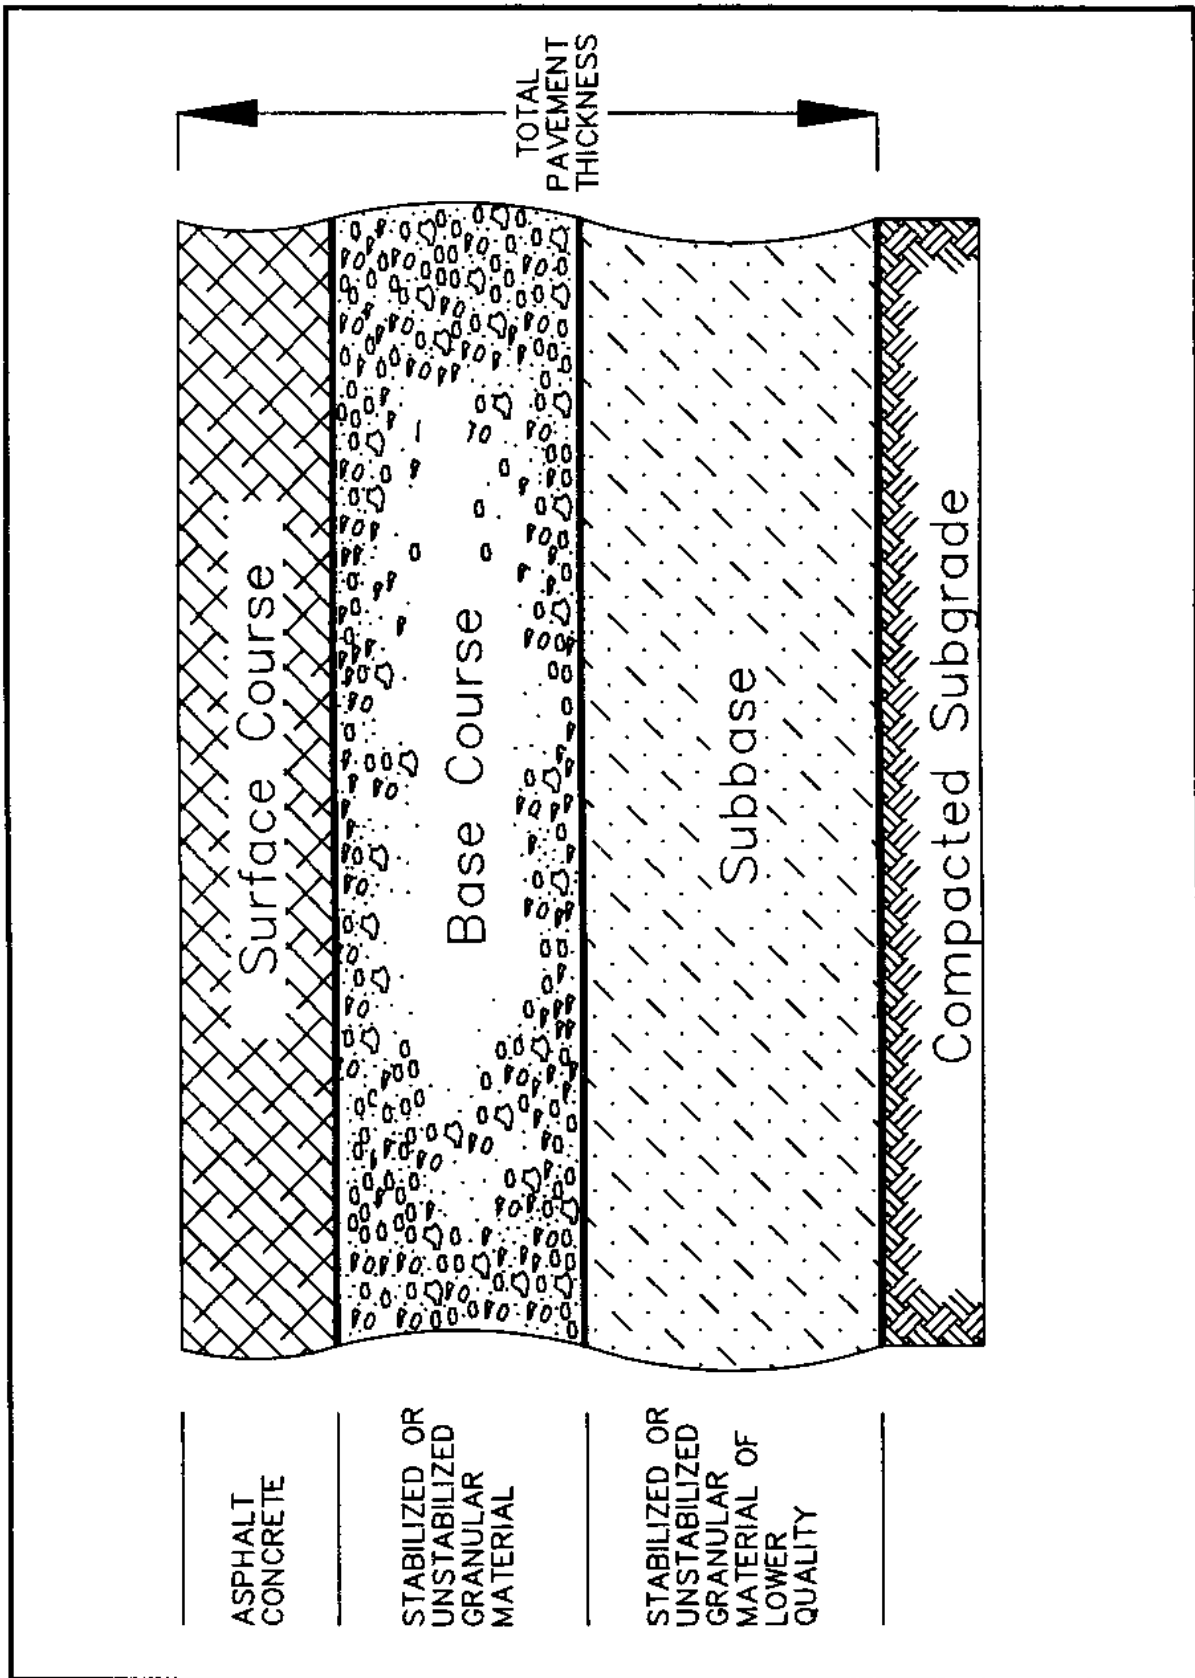 ASPHALT
CONCRETE
Surface Course
STABILIZED OR
UNSTABILIZED
GRANULAR
MATERIAL
Base Course
TOTAL
PAVEMENT
THICKNESS
STABILIZED OR
UNSTABILIZED
GRANULAR
MATERIAL OF
LOWER
QUALITY
Subbase
Compacted Subgrade